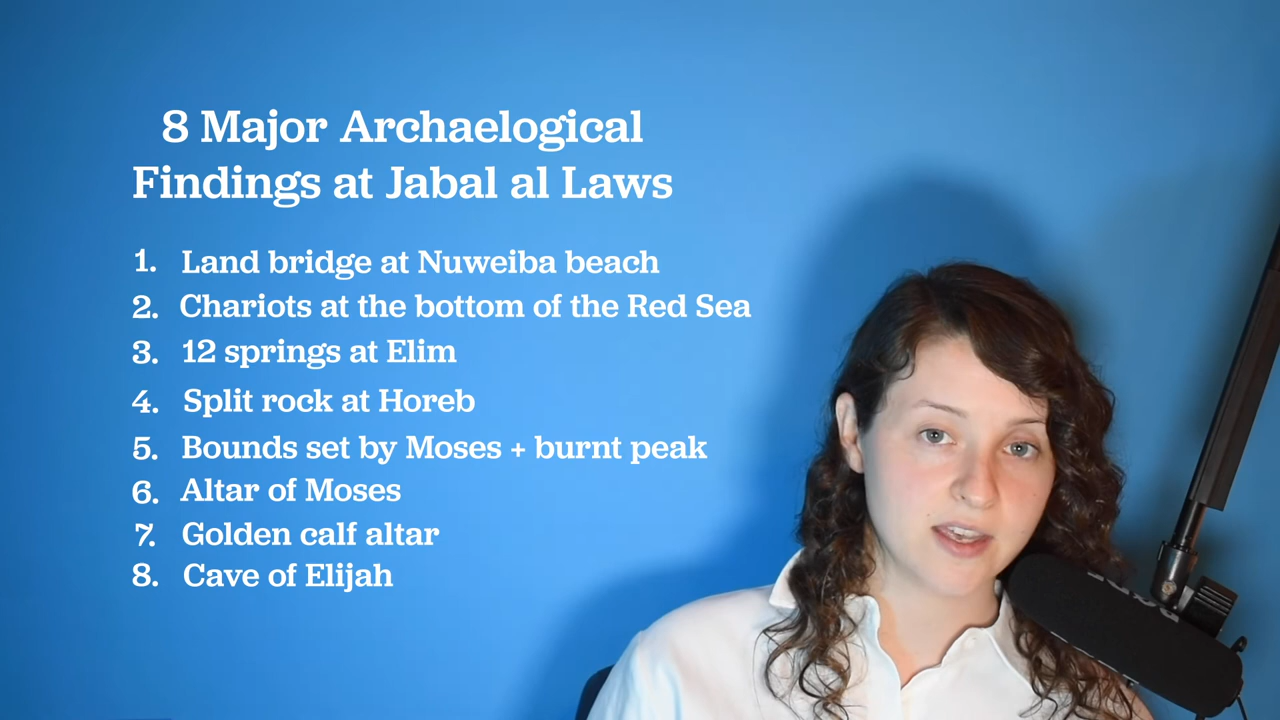 8 Major Archaelogical
Findings at Jabal al Laws
1. Land bridge at Nuweiba beach
2. Chariots at the bottom of the Red Sea
3. 12 springs at Elim
4. Split rock at Horeb
5. Bounds set by Moses + burnt peak
6. Altar of Moses
7. Golden calf altar
8. Cave of Elijah